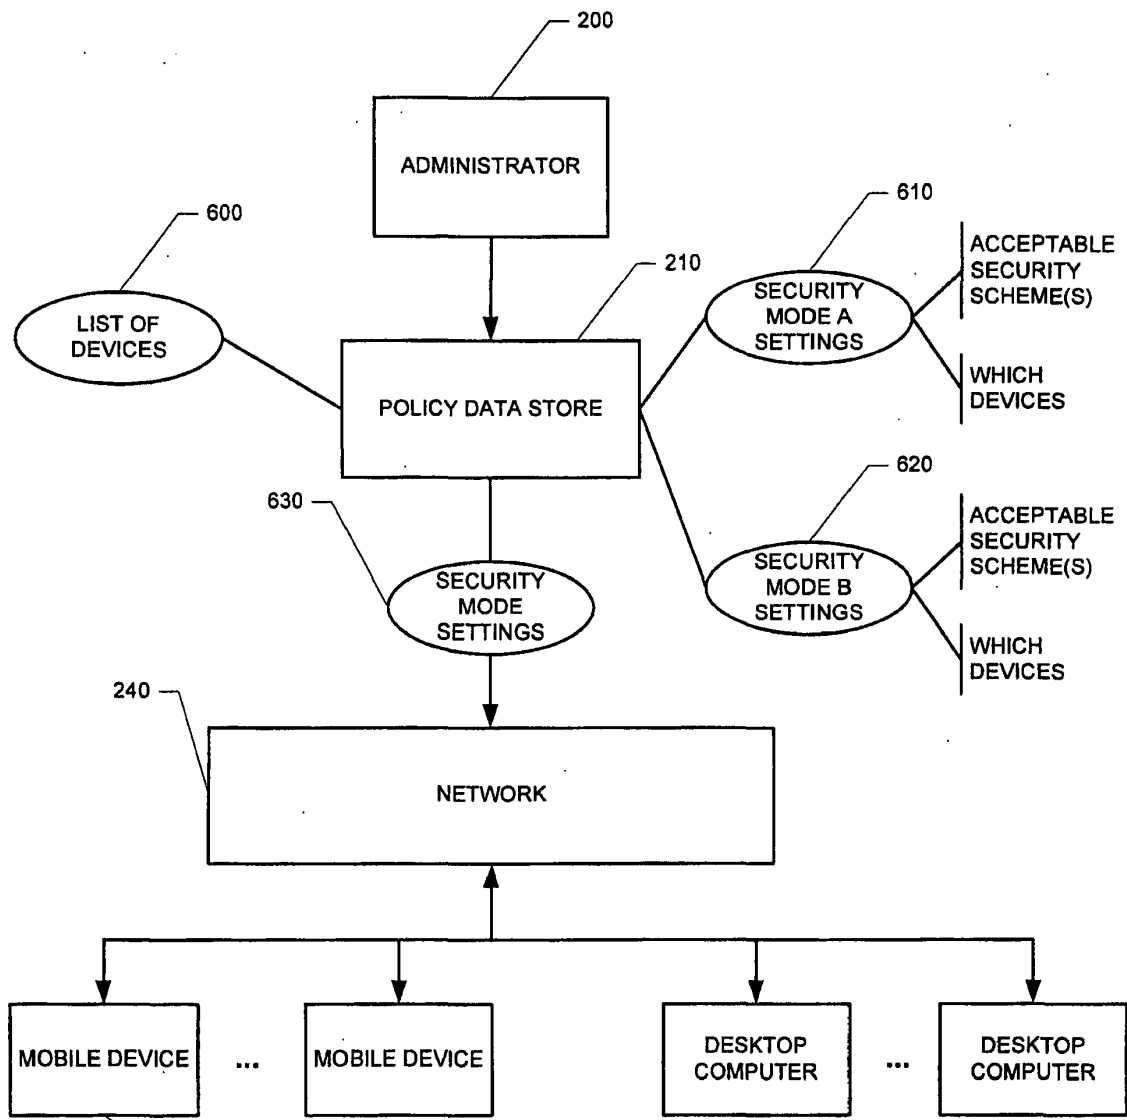 200
ADMINISTRATOR
600
LIST OF
DEVICES
210
POLICY DATA STORE
610
SECURITY
MODE A
SETTINGS
ACCEPTABLE
SECURITY
SCHEME(S)
WHICH
DEVICES
620
SECURITY
MODE B
SETTINGS
ACCEPTABLE
SECURITY
SCHEME(S)
WHICH
DEVICES
630
SECURITY
MODE
SETTINGS
240
NETWORK
MOBILE DEVICE
...
MOBILE DEVICE
DESKTOP
COMPUTER
...
DESKTOP
COMPUTER